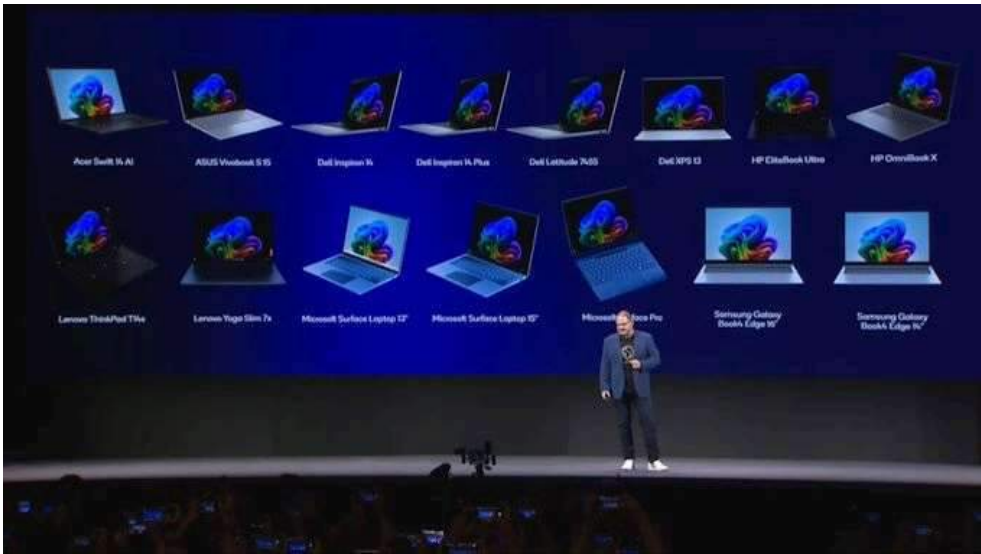 Acer Swift 14 AI
ASUS Vivobook S 15
Dell Inspiron 14
Dell Inspiron 14 Plus
Dell Latitude 7455
Dell XPS 13
HP EliteBook Ultra
HP OmniBook X
Lenovo ThinkPad T14s
Lenovo Yoga Slim 7x
Microsoft Surface Laptop 13"
Microsoft Surface Laptop 15"
Pro
Samsung Galaxy
Book4 Edge 16"
Samsung Galaxy
Book4 Edge 14"